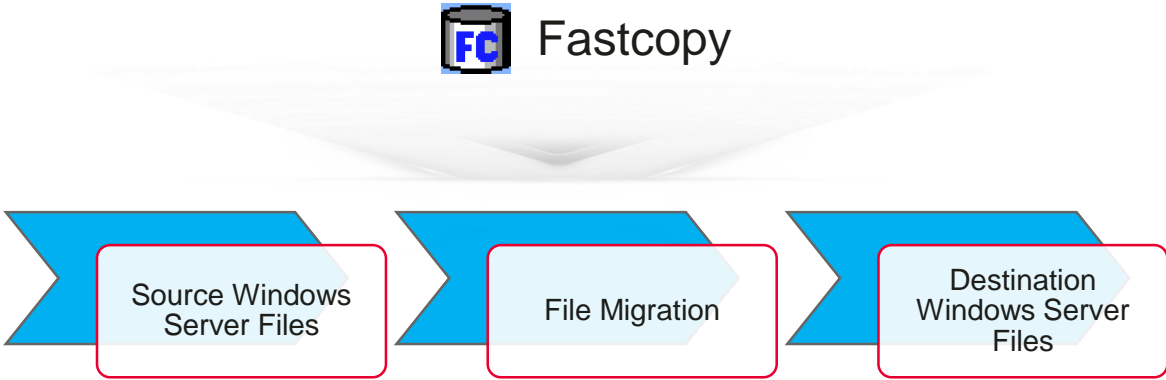 FC Fastcopy
Source Windows
Server Files
File Migration
Destination
Windows Server
Files